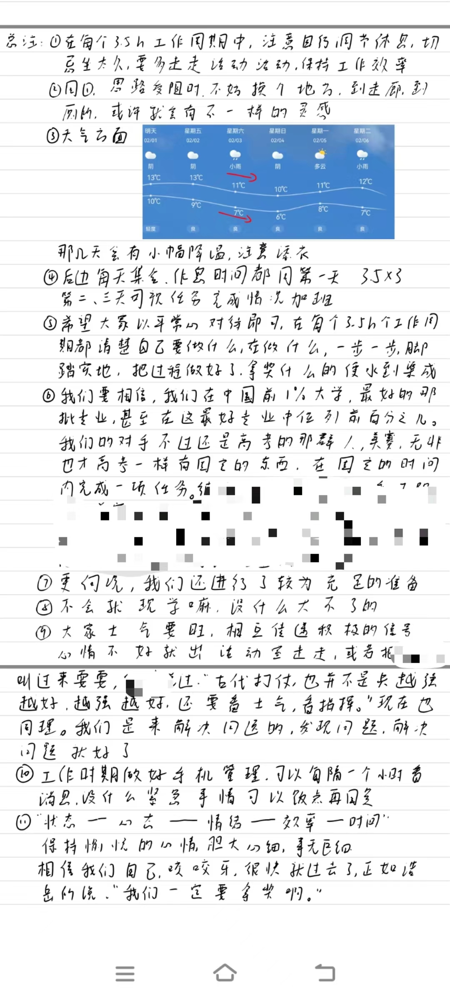 总注:①在每个3.5h工作周期中,注意自行调节休息,切
忌坐太久,要多走走 活动活动,保持工作效率
②同①,思路受阻时,不妨换个地方,到走廊,到
厕所,或许就会有不一样的灵感
③天气方面
明天 星期五 星期六 星期日 星期一 星期二
02/01 02/02 02/03 02/04 02/05 02/06
阴 阴 小雨 阴 多云 小雨
13°C 13°C 11°C 10°C 11°C 12°C
10°C 9°C 7°C 6°C 8°C 7°C
轻度 良 良 良 良 良
那几天会有小幅降温,注意添衣
④后边每天集合、作息时间都同第一天 3.5×3
第二、三天可视任务完成情况加班
⑤希望大家以平常心对待即可,在每个3.5h个工作周
期都清楚自己要做什么,在做什么,一步一步,脚
踏实地,把过程做好了,拿奖什么的便水到渠成
⑥我们要相信,我们在中国前1%大学,最好的那
批专业,甚至在这最好专业中位列前百分之几。
我们的对手不过还是高考的那群人,美赛,无非
也才高考一样有固定的东西,在固定的时间
内完成一项任务。
⑦更何况,我们还进行了较为充足的准备
⑧不会就现学嘛,没什么大不了的
⑨大家士气要旺,相互传递积极的信号
心情不好就出活动室走走,或者把
叫过来耍耍,"古代打仗,也并不是兵越强
越好,越强越好,还要看士气,看指挥。"现在也
同理。我们是来解决问题的,发现问题,解决
问题就好了
⑩工作时期做好手机管理,可以每隔一个小时看
消息,没什么紧急事情可以饭点再回复
⑪"状态—心态—情绪—效率—时间"
保持愉悦的心情,胆大心细,事无巨细
相信我们自己,咬咬牙,很快就过去了,正如浩
岳所说,"我们一定要拿奖啊。"